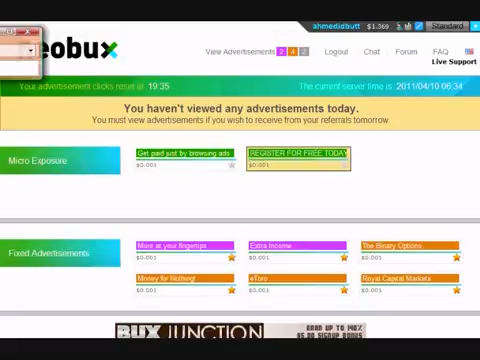 ahmedidbutt $1.369 Standard
eobux
View Advertisements 2 4 2 Logout Chat Forum FAQ
Live Support
Your advertisement clicks reset at 19:35 The current server time is 2011/04/10 06:34
You haven't viewed any advertisements today.
You must view advertisements if you wish to receive from your referrals tomorrow
Micro Exposure
Get paid just by browsing ads REGISTER FOR FREE TODAY
$0.001 $0.001
Fixed Advertisements
More at your fingertips Extra Income The Binary Options
$0.001 $0.001 $0.001
Money for Nothing! eToro Royal Capital Markets
$0.001 $0.001 $0.001
BUX JUNCTION EARN UP TO 140%
$5.00 SIGNUP BONUS